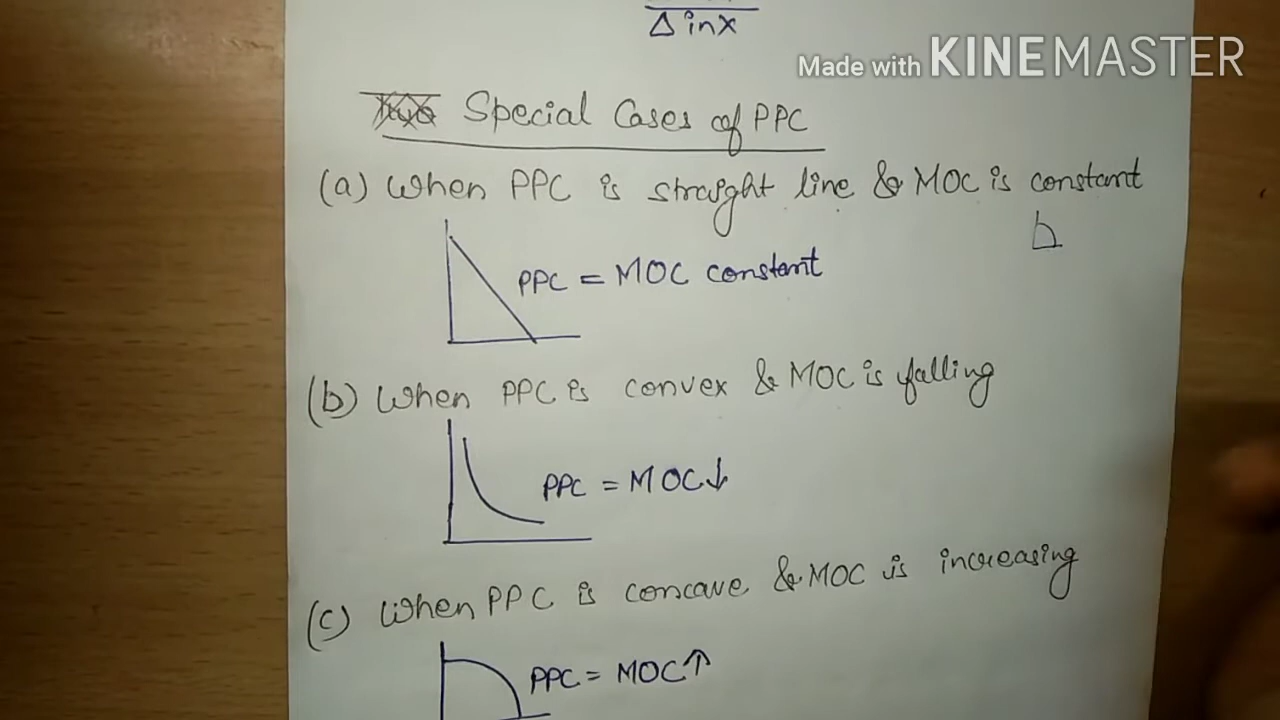 Δ in x
Made with KINEMASTER
Special Cases of PPC
(a) When PPC is straight line & MOC is constant
PPC = MOC constant
(b) When PPC is convex & MOC is falling
PPC = MOC↓
(c) When PPC is concave & MOC is increasing
PPC = MOC↑